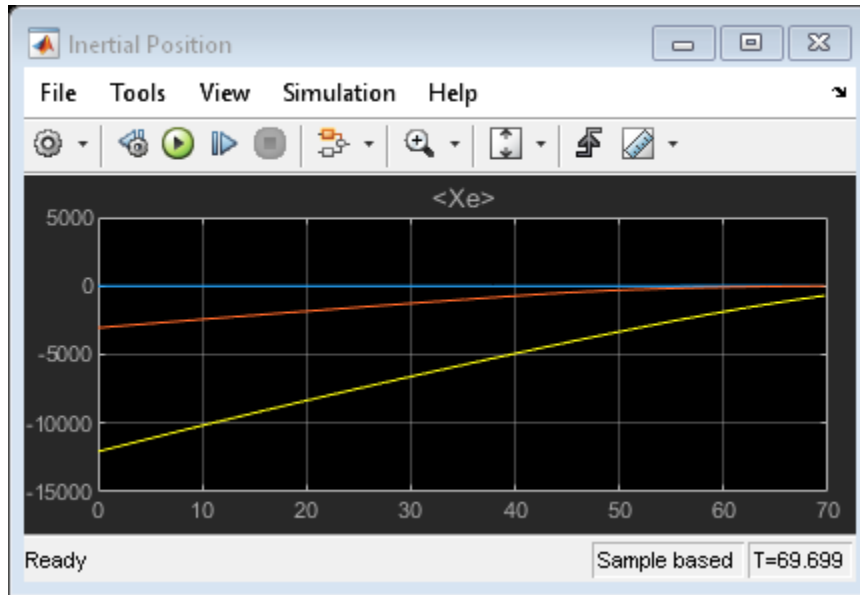 Inertial Position
File Tools View Simulation Help
<Xe>
5000
0
-5000
-10000
-15000
0 10 20 30 40 50 60 70
Ready Sample based T=69.699